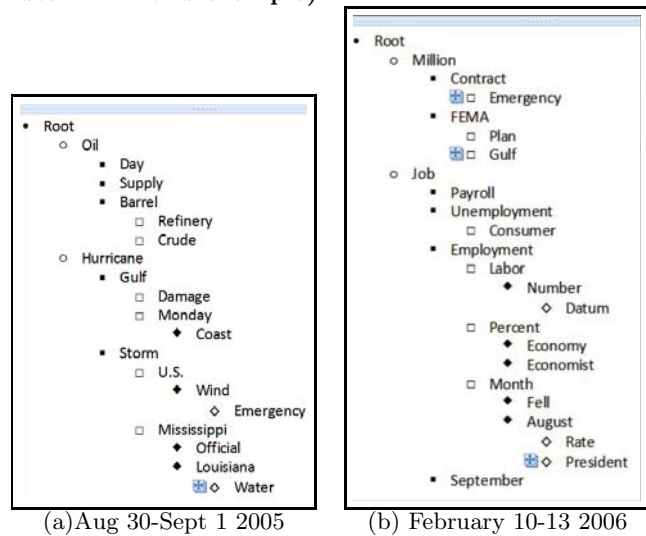 Root
Oil
Day
Supply
Barrel
Refinery
Crude
Hurricane
Gulf
Damage
Monday
Coast
Storm
U.S.
Wind
Emergency
Mississippi
Official
Louisiana
Water
(a)Aug 30-Sept 1 2005
Root
Million
Contract
Emergency
FEMA
Plan
Gulf
Job
Payroll
Unemployment
Consumer
Employment
Labor
Number
Datum
Percent
Economy
Economist
Month
Fell
August
Rate
President
September
(b) February 10-13 2006